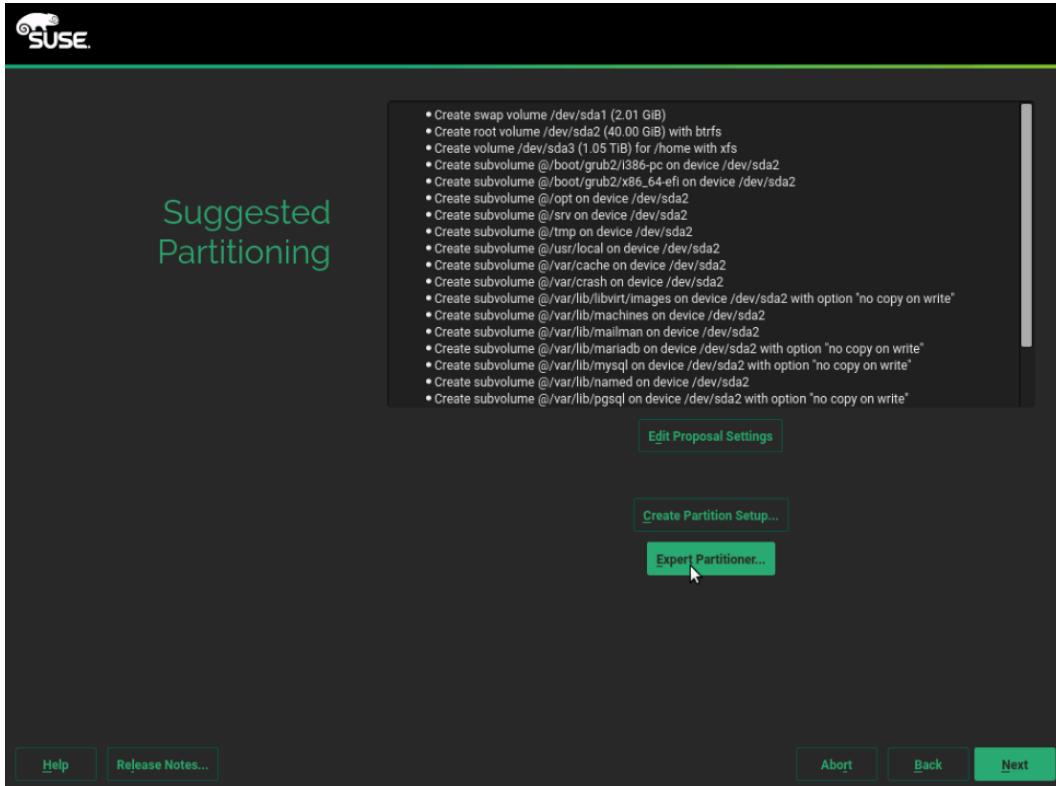 SUSE.
Suggested
Partitioning
• Create swap volume /dev/sda1 (2.01 GiB)
• Create root volume /dev/sda2 (40.00 GiB) with btrfs
• Create volume /dev/sda3 (1.05 TiB) for /home with xfs
• Create subvolume @/boot/grub2/i386-pc on device /dev/sda2
• Create subvolume @/boot/grub2/x86_64-efi on device /dev/sda2
• Create subvolume @/opt on device /dev/sda2
• Create subvolume @/srv on device /dev/sda2
• Create subvolume @/tmp on device /dev/sda2
• Create subvolume @/usr/local on device /dev/sda2
• Create subvolume @/var/cache on device /dev/sda2
• Create subvolume @/var/crash on device /dev/sda2
• Create subvolume @/var/lib/libvirt/images on device /dev/sda2 with option "no copy on write"
• Create subvolume @/var/lib/machines on device /dev/sda2
• Create subvolume @/var/lib/mailman on device /dev/sda2
• Create subvolume @/var/lib/mariadb on device /dev/sda2 with option "no copy on write"
• Create subvolume @/var/lib/mysql on device /dev/sda2 with option "no copy on write"
• Create subvolume @/var/lib/named on device /dev/sda2
• Create subvolume @/var/lib/pgsql on device /dev/sda2 with option "no copy on write"
Edit Proposal Settings
Create Partition Setup...
Expert Partitioner...
Help Release Notes... Abort Back Next